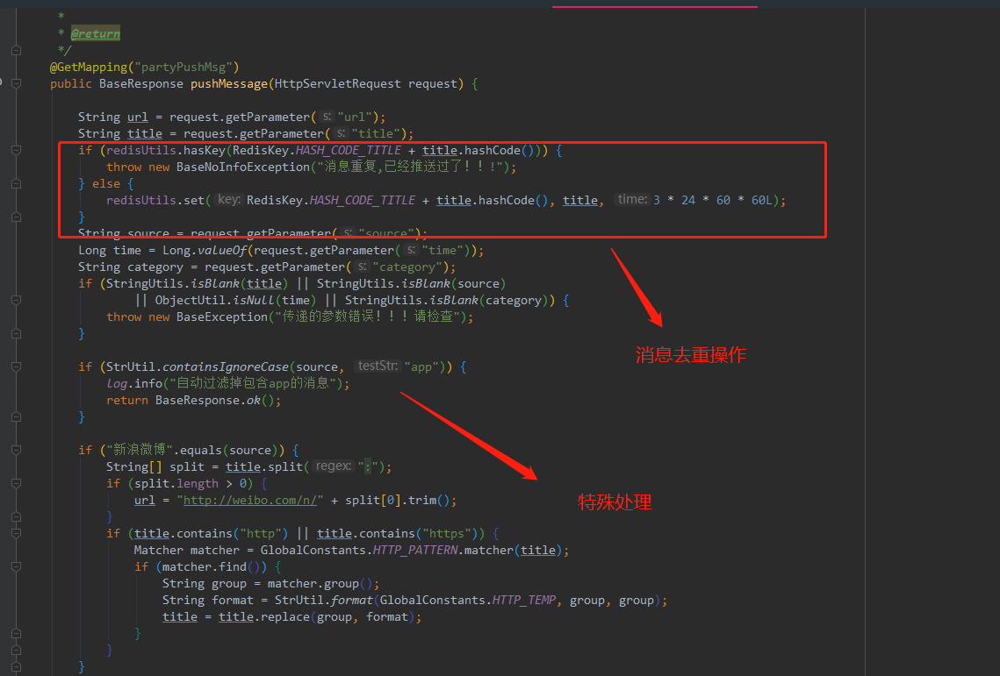 *
* @return
*/
@GetMapping("partyPushMsg")
public BaseResponse pushMessage(HttpServletRequest request) {
String url = request.getParameter( s: "url");
String title = request.getParameter( s: "title");
if (redisUtils.hasKey(RedisKey.HASH_CODE_TITLE + title.hashCode())) {
throw new BaseNoInfoException("消息重复,已经推送过了！！!");
} else {
redisUtils.set( key: RedisKey.HASH_CODE_TITLE + title.hashCode(), title, time: 3 * 24 * 60 * 60L);
}
String source = request.getParameter( s: "source");
Long time = Long.valueOf(request.getParameter( s: "time"));
String category = request.getParameter( s: "category");
if (StringUtils.isBlank(title) || StringUtils.isBlank(source)
|| ObjectUtil.isNull(time) || StringUtils.isBlank(category)) {
throw new BaseException("传递的参数错误！！！请检查");
}
消息去重操作
if (StrUtil.containsIgnoreCase(source, testStr: "app")) {
log.info("自动过滤掉包含app的消息");
return BaseResponse.ok();
}
if ("新浪微博".equals(source)) {
String[] split = title.split( regex: ":");
if (split.length > 0) {
url = "http://weibo.com/n/" + split[0].trim();
特殊处理
}
if (title.contains("http") || title.contains("https")) {
Matcher matcher = GlobalConstants.HTTP_PATTERN.matcher(title);
if (matcher.find()) {
String group = matcher.group();
String format = StrUtil.format(GlobalConstants.HTTP_TEMP, group, group);
title = title.replace(group, format);
}
}
}